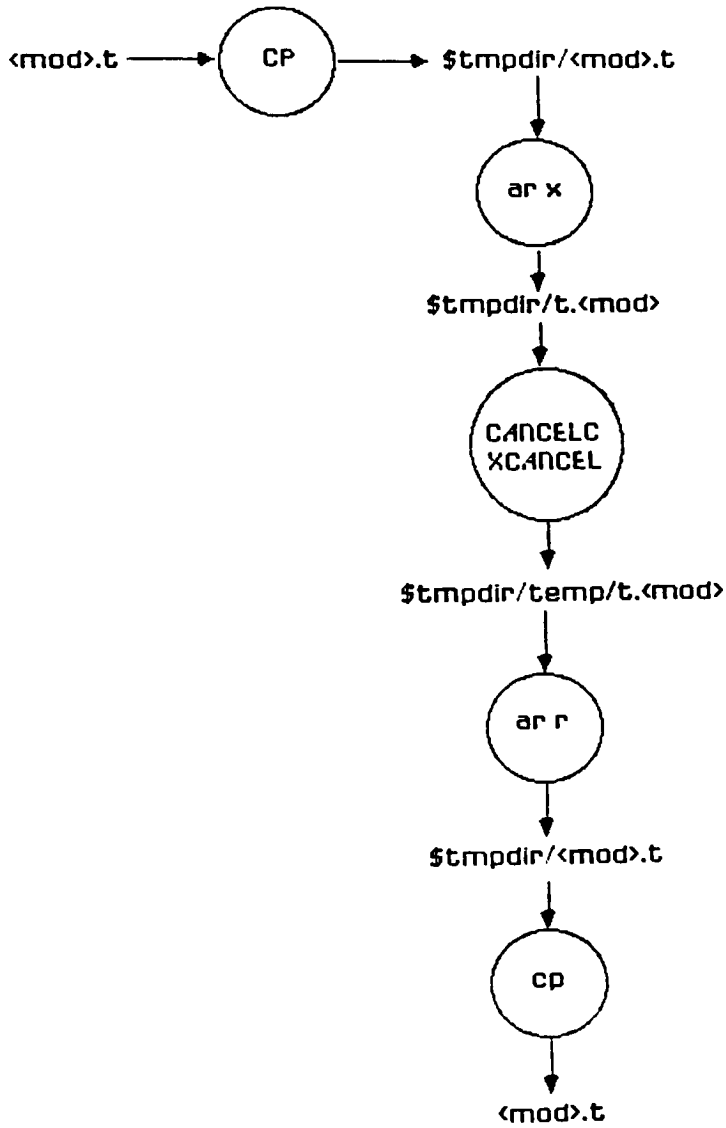 <mod>.t
CP
$tmpdir/<mod>.t
ar x
$tmpdir/t.<mod>
CANCELC
XCANCEL
$tmpdir/temp/t.<mod>
ar r
$tmpdir/<mod>.t
cp
<mod>.t